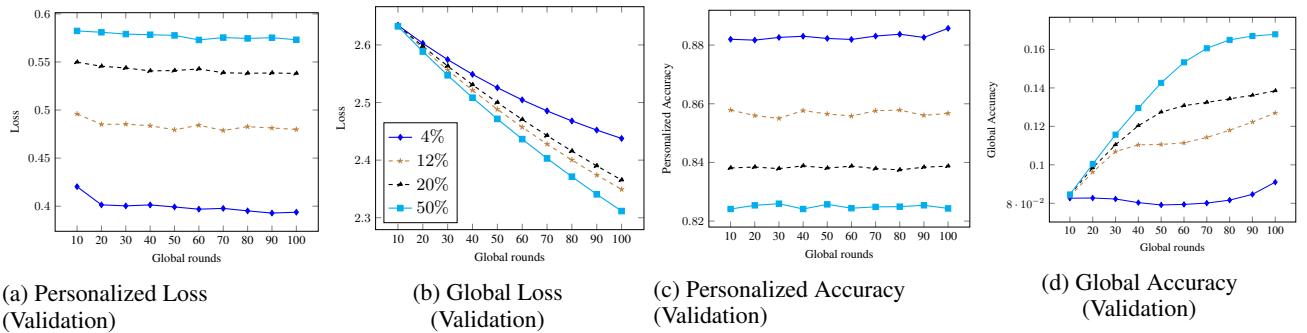 0.6
0.55
0.5
0.45
0.4
Loss
10 20 30 40 50 60 70 80 90 100
Global rounds
(a) Personalized Loss
(Validation)
2.6
2.5
2.4
2.3
Loss
4%
12%
20%
50%
10 20 30 40 50 60 70 80 90 100
Global rounds
(b) Global Loss
(Validation)
0.88
0.86
0.84
0.82
Personalized Accuracy
10 20 30 40 50 60 70 80 90 100
Global rounds
(c) Personalized Accuracy
(Validation)
0.16
0.14
0.12
0.1
8 · 10⁻²
Global Accuracy
10 20 30 40 50 60 70 80 90 100
Global rounds
(d) Global Accuracy
(Validation)